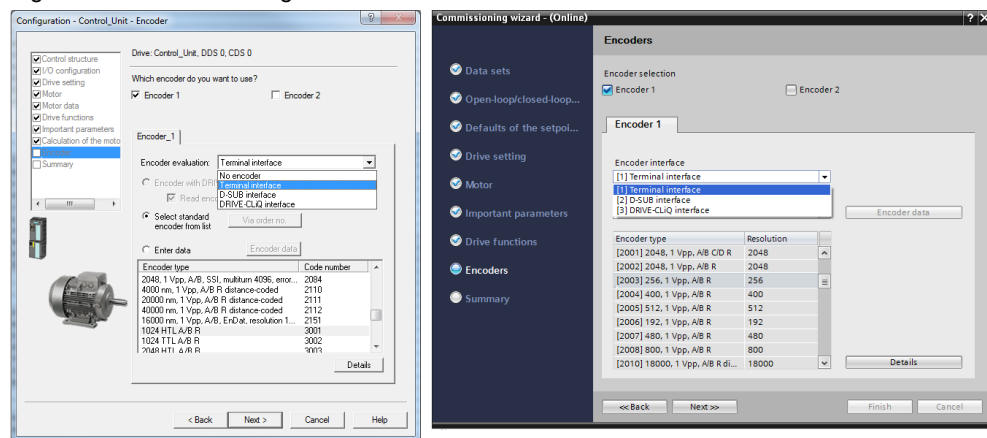 Configuration - Control_Unit - Encoder
Control structure
I/O configuration
Drive setting
Motor
Motor data
Drive functions
Important parameters
Calculation of the moto
Summary
Drive: Control_Unit, DDS 0, CDS 0
Which encoder do you want to use?
Encoder 1
Encoder 2
Encoder_1
Encoder evaluation: Terminal interface
No encoder
Terminal interface
D-SUB interface
DRIVE-CLiQ interface
Encoder with DRI
Read enco
Select standard
encoder from list
Via order no.
Enter data
Encoder data
Encoder type Code number
2048, 1 Vpp, A/B, SSI, multiturn 4096, error... 2084
4000 nm, 1 Vpp, A/B R distance-coded 2110
20000 nm, 1 Vpp, A/B R distance-coded 2111
40000 nm, 1 Vpp, A/B R distance-coded 2112
16000 nm, 1 Vpp, A/B, EnDat, resolution 1... 2151
1024 HTL A/B R 3001
1024 TTL A/B R 3002
2048 HTL A/B R 3003
Details
< Back Next > Cancel Help
Commissioning wizard - (Online)
Data sets
Open-loop/closed-loop...
Defaults of the setpoi...
Drive setting
Motor
Important parameters
Drive functions
Encoders
Summary
Encoders
Encoder selection
Encoder 1
Encoder 2
Encoder 1
Encoder interface
[1] Terminal interface
[1] Terminal interface
[2] D-SUB interface
[3] DRIVE-CLiQ interface
Encoder data
Encoder type Resolution
[2001] 2048, 1 Vpp, A/B C/D R 2048
[2002] 2048, 1 Vpp, A/B R 2048
[2003] 256, 1 Vpp, A/B R 256
[2004] 400, 1 Vpp, A/B R 400
[2005] 512, 1 Vpp, A/B R 512
[2006] 192, 1 Vpp, A/B R 192
[2007] 480, 1 Vpp, A/B R 480
[2008] 800, 1 Vpp, A/B R 800
[2010] 18000, 1 Vpp, A/B R di... 18000
Details
<< Back Next >> Finish Cancel